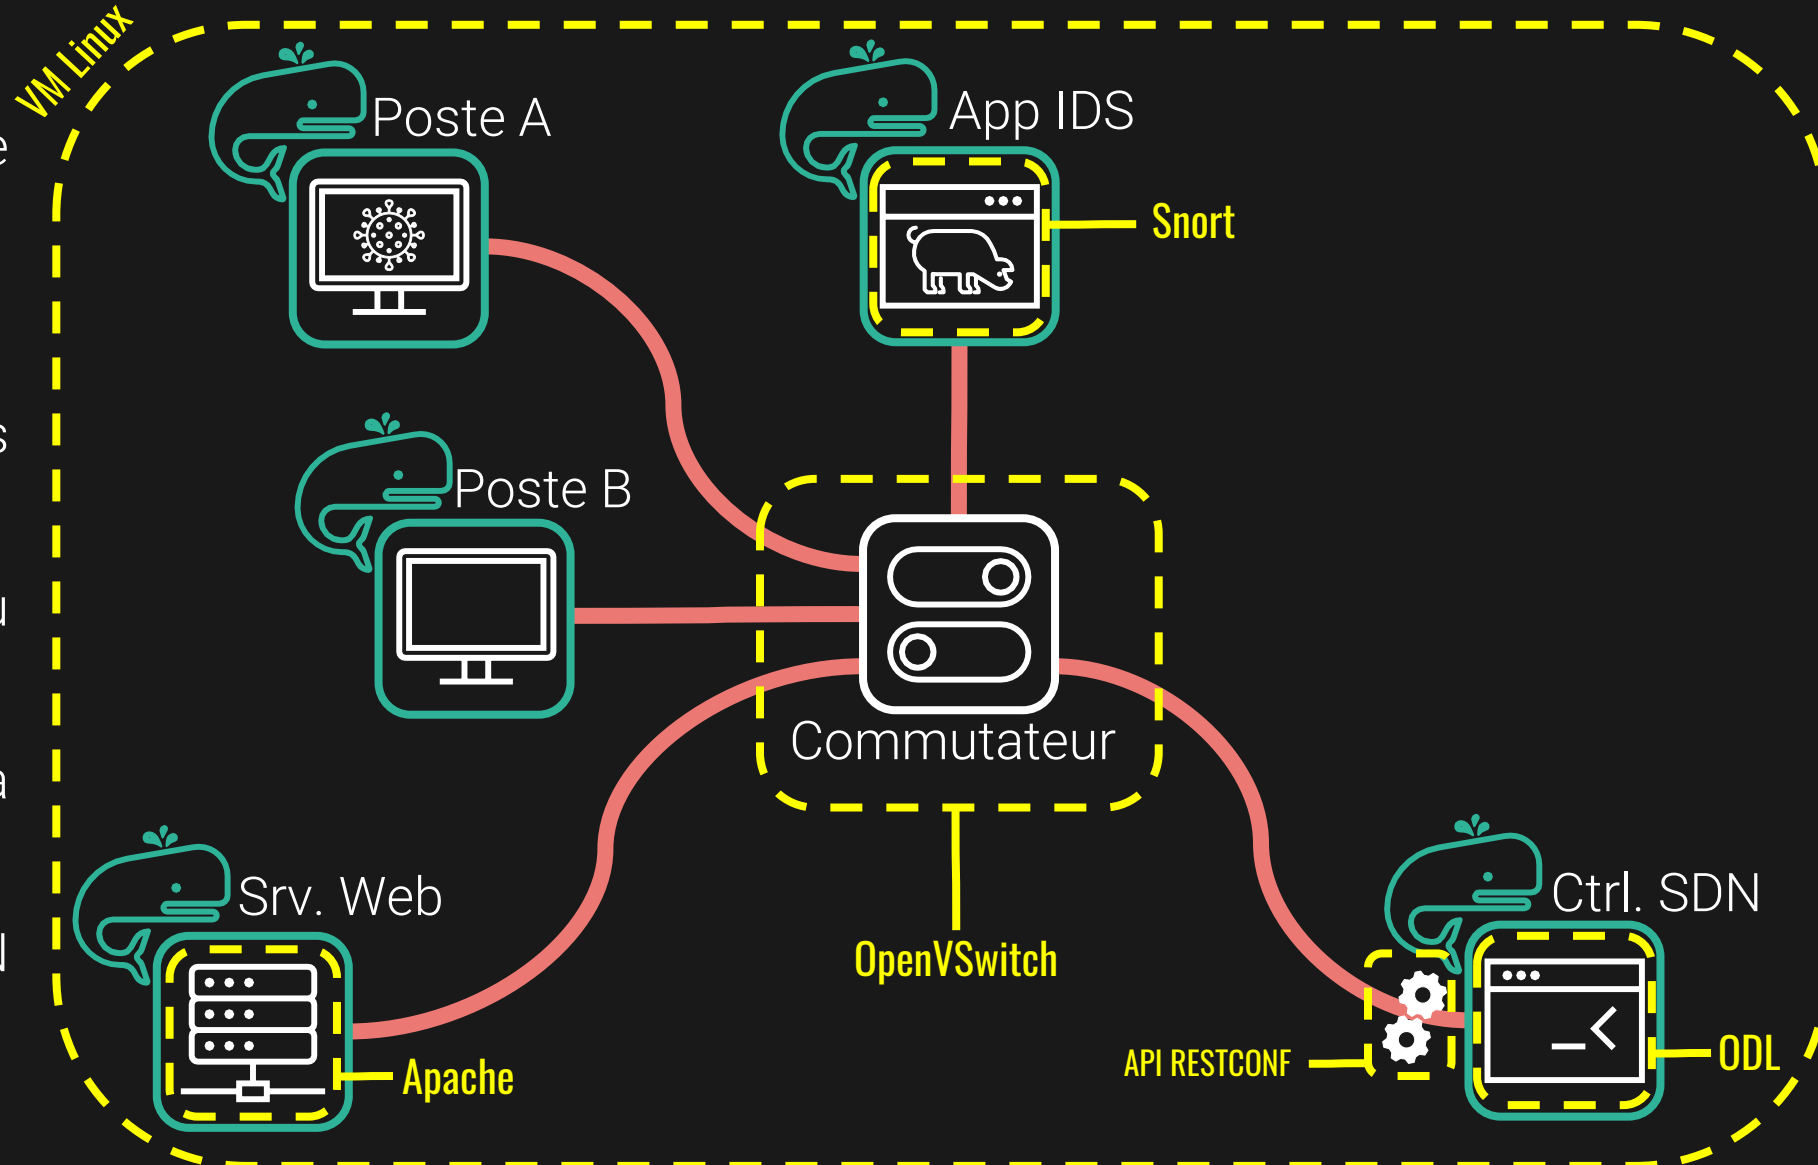 VM Linux
Poste A
App IDS
Snort
Poste B
Commutateur
Srv. Web
Ctrl. SDN
OpenVSwitch
API RESTCONF
ODL
Apache